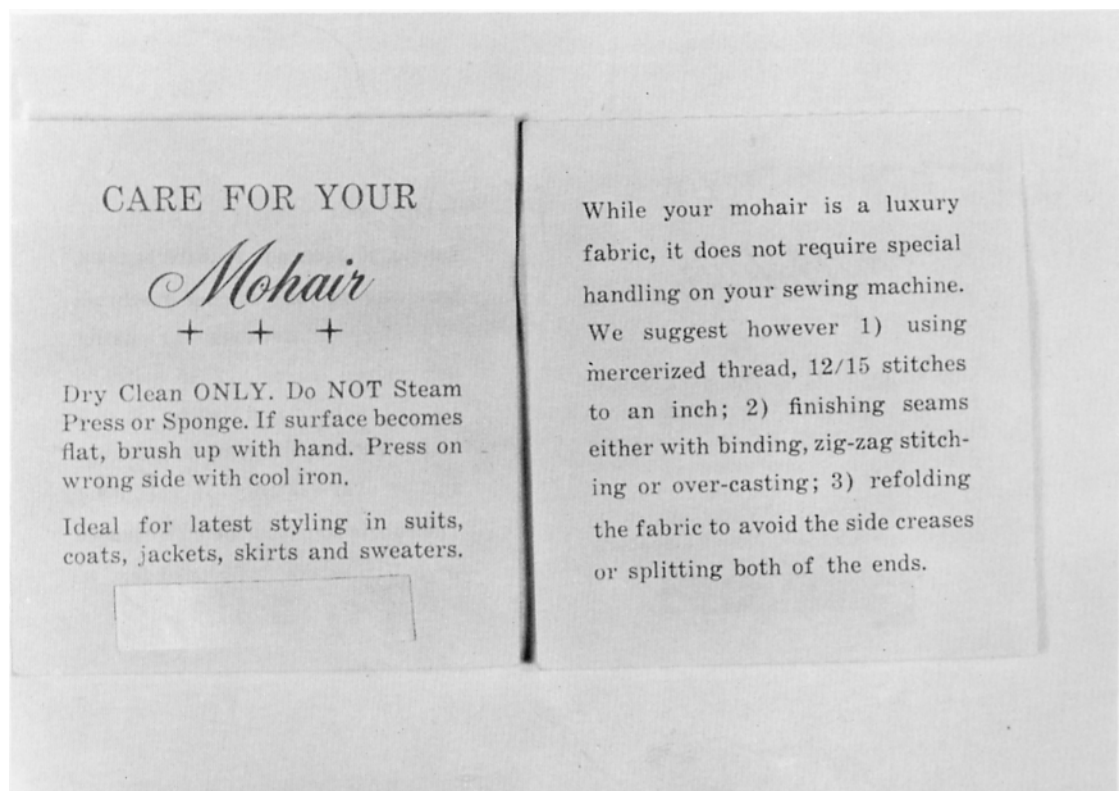 CARE FOR YOUR
Mohair
+ + +
Dry Clean ONLY. Do NOT Steam
Press or Sponge. If surface becomes
flat, brush up with hand. Press on
wrong side with cool iron.
Ideal for latest styling in suits,
coats, jackets, skirts and sweaters.
While your mohair is a luxury
fabric, it does not require special
handling on your sewing machine.
We suggest however 1) using
mercerized thread, 12/15 stitches
to an inch; 2) finishing seams
either with binding, zig-zag stitch-
ing or over-casting; 3) refolding
the fabric to avoid the side creases
or splitting both of the ends.